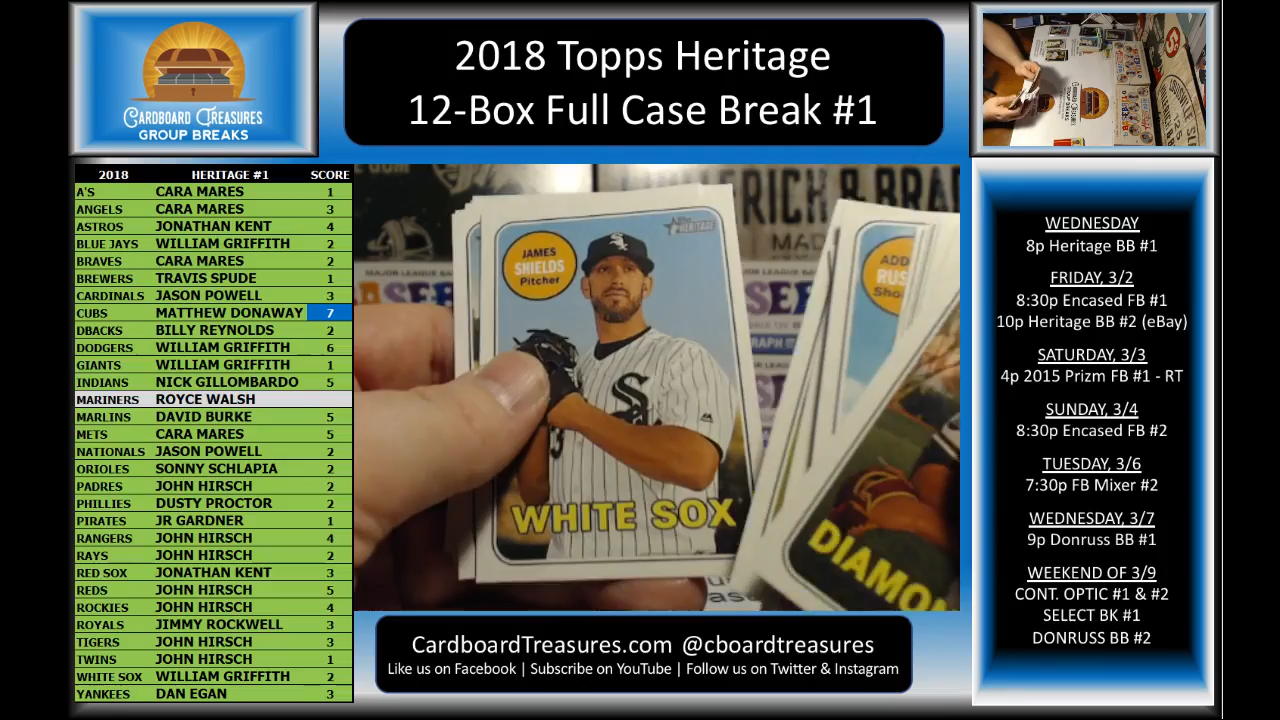 CARDBOARD TREASURES
GROUP BREAKS
2018 Topps Heritage
12-Box Full Case Break #1
2018 HERITAGE #1 SCORE
A'S CARA MARES 1
ANGELS CARA MARES 3
ASTROS JONATHAN KENT 4
BLUE JAYS WILLIAM GRIFFITH 2
BRAVES CARA MARES 2
BREWERS TRAVIS SPUDE 1
CARDINALS JASON POWELL 3
CUBS MATTHEW DONAWAY 7
DBACKS BILLY REYNOLDS 2
DODGERS WILLIAM GRIFFITH 6
GIANTS WILLIAM GRIFFITH 1
INDIANS NICK GILLOMBARDO 5
MARINERS ROYCE WALSH
MARLINS DAVID BURKE 5
METS CARA MARES 5
NATIONALS JASON POWELL 2
ORIOLES SONNY SCHLAPIA 2
PADRES JOHN HIRSCH 2
PHILLIES DUSTY PROCTOR 2
PIRATES JR GARDNER 1
RANGERS JOHN HIRSCH 4
RAYS JOHN HIRSCH 2
RED SOX JONATHAN KENT 3
REDS JOHN HIRSCH 5
ROCKIES JOHN HIRSCH 4
ROYALS JIMMY ROCKWELL 3
TIGERS JOHN HIRSCH 3
TWINS JOHN HIRSCH 1
WHITE SOX WILLIAM GRIFFITH 2
YANKEES DAN EGAN 3
MAJOR LEAGUE BA
RICH & BRA
MAD
Topps HERITAGE
JAMES
SHIELDS
Pitcher
Sox
WHITE SOX
ADD
RUS
Sho
DIAMO
WEDNESDAY
8p Heritage BB #1
FRIDAY, 3/2
8:30p Encased FB #1
10p Heritage BB #2 (eBay)
SATURDAY, 3/3
4p 2015 Prizm FB #1 - RT
SUNDAY, 3/4
8:30p Encased FB #2
TUESDAY, 3/6
7:30p FB Mixer #2
WEDNESDAY, 3/7
9p Donruss BB #1
WEEKEND OF 3/9
CONT. OPTIC #1 & #2
SELECT BK #1
DONRUSS BB #2
CardboardTreasures.com @cboardtreasures
Like us on Facebook | Subscribe on YouTube | Follow us on Twitter & Instagram